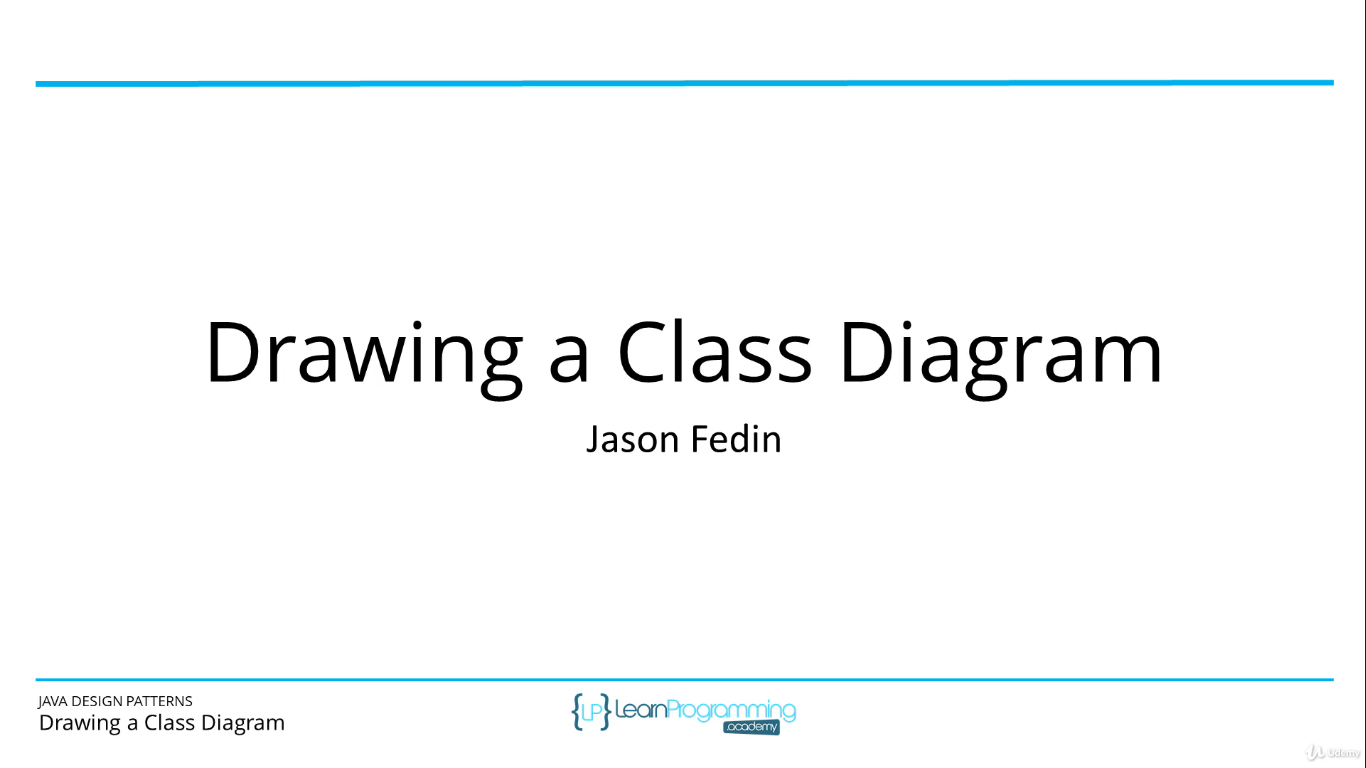 Drawing a Class Diagram
Jason Fedin
JAVA DESIGN PATTERNS
Drawing a Class Diagram
{LP} LearnProgramming
.academy
Udemy